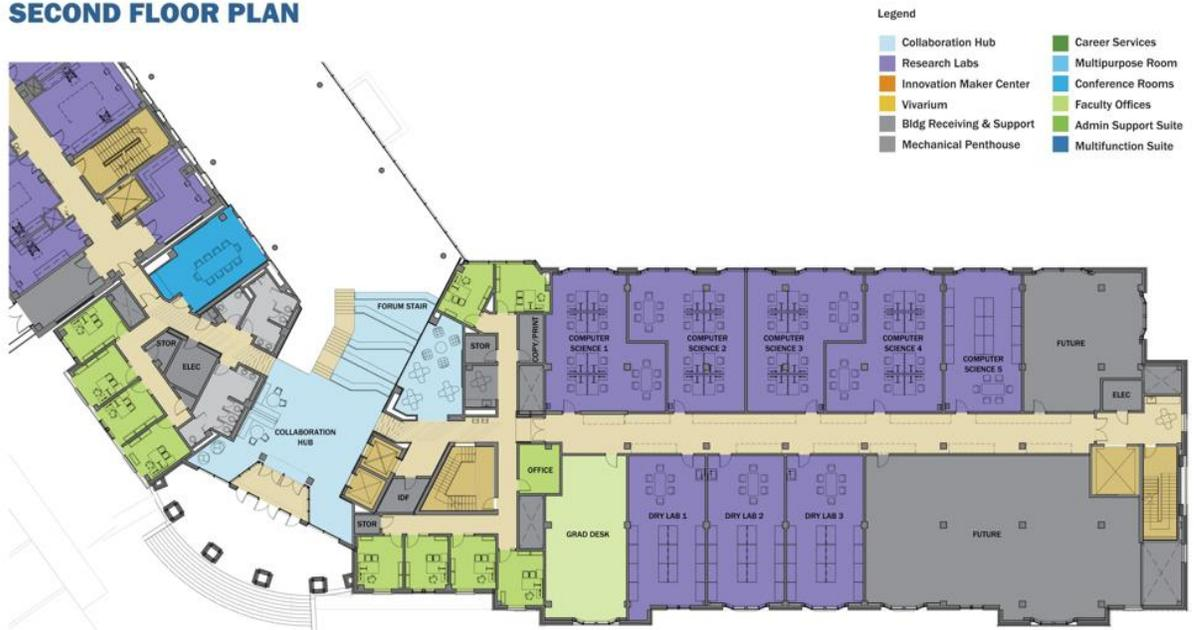 SECOND FLOOR PLAN
Legend
Collaboration Hub
Research Labs
Innovation Maker Center
Vivarium
Bldg Receiving & Support
Mechanical Penthouse
Career Services
Multipurpose Room
Conference Rooms
Faculty Offices
Admin Support Suite
Multifunction Suite
FORUM STAIR
STOR
ELEC
COLLABORATION
HUB
STOR
COPY/PRINT
COMPUTER
SCIENCE 1
COMPUTER
SCIENCE 2
COMPUTER
SCIENCE 3
COMPUTER
SCIENCE 4
COMPUTER
SCIENCE 5
FUTURE
ELEC
IDF
STOR
OFFICE
GRAD DESK
DRY LAB 1
DRY LAB 2
DRY LAB 3
FUTURE